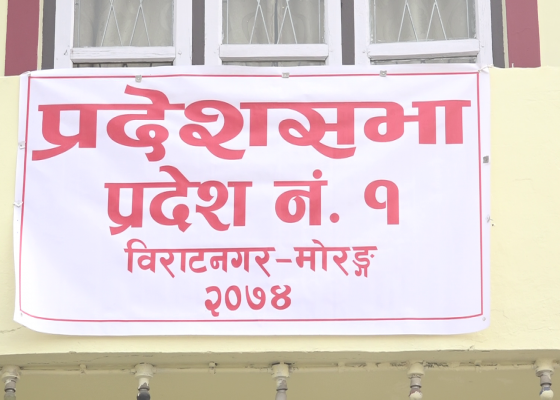 प्रदेशसभा
प्रदेश नं. १
विराटनगर-मोरङ्ग
२०७४